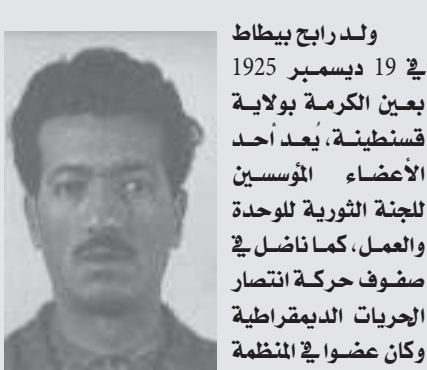 ولد رابح بيطاط
في 19 ديسمبر 1925
بعين الكرمة بولاية
قسنطينة، يُعد أحد
الأعضاء المؤسسين
للجنة الثورية للوحدة
والعمل، كما ناضل في
صفوف حركة انتصار
الحريات الديمقراطية
وكان عضوا في المنظمة